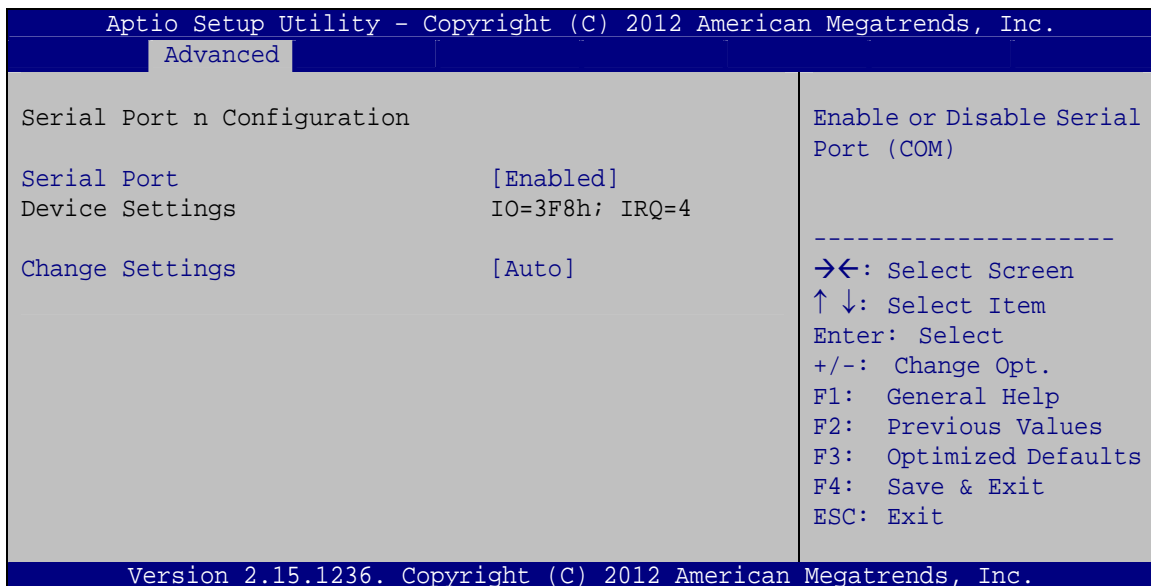 Aptio Setup Utility – Copyright (C) 2012 American Megatrends, Inc.
Advanced
Serial Port n Configuration
Serial Port [Enabled]
Device Settings IO=3F8h; IRQ=4
Change Settings [Auto]
Enable or Disable Serial
Port (COM)
---------------------
→←: Select Screen
↑ ↓: Select Item
Enter: Select
+/-: Change Opt.
F1: General Help
F2: Previous Values
F3: Optimized Defaults
F4: Save & Exit
ESC: Exit
Version 2.15.1236. Copyright (C) 2012 American Megatrends, Inc.